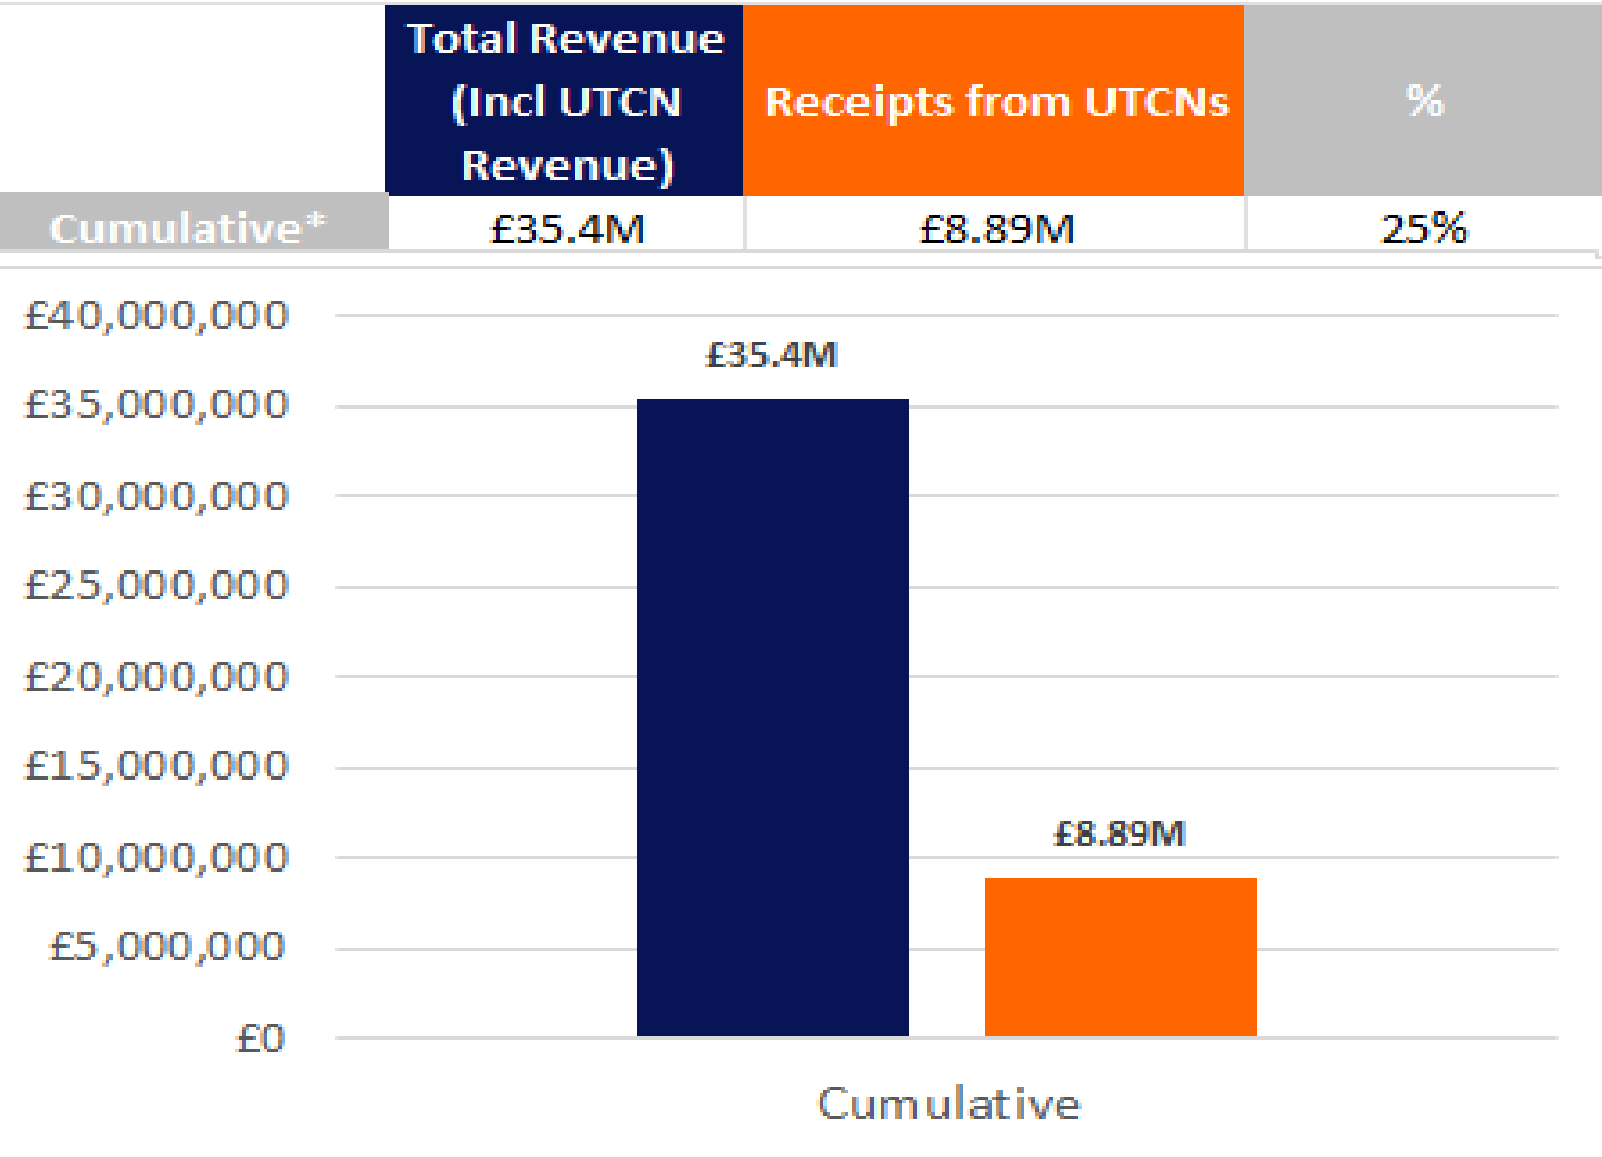 Total Revenue
(Incl UTCN
Revenue)
Receipts from UTCNs
%
Cumulative*
£35.4M
£8.89M
25%
£40,000,000
£35.4M
£35,000,000
£30,000,000
£25,000,000
£20,000,000
£15,000,000
£8.89M
£10,000,000
£5,000,000
£0
Cumulative